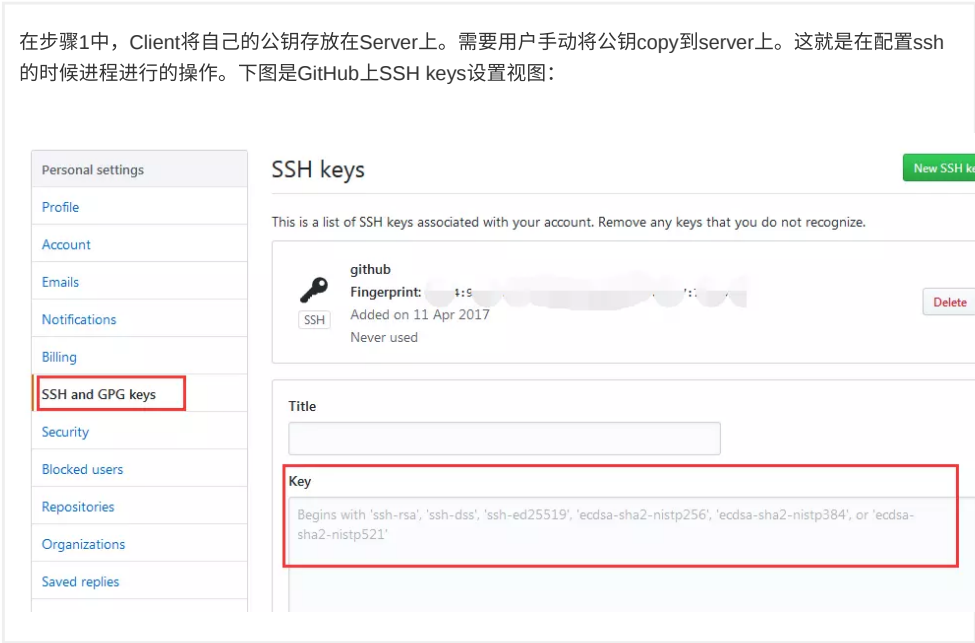 在步骤1中，Client将自己的公钥存放在Server上。需要用户手动将公钥copy到server上。这就是在配置ssh
的时候进程进行的操作。下图是GitHub上SSH keys设置视图：
Personal settings
Profile
Account
Emails
Notifications
Billing
SSH and GPG keys
Security
Blocked users
Repositories
Organizations
Saved replies
SSH keys
New SSH ke
This is a list of SSH keys associated with your account. Remove any keys that you do not recognize.
SSH
github
Fingerprint:
Added on 11 Apr 2017
Never used
Delete
Title
Key
Begins with 'ssh-rsa', 'ssh-dss', 'ssh-ed25519', 'ecdsa-sha2-nistp256', 'ecdsa-sha2-nistp384', or 'ecdsa-
sha2-nistp521'